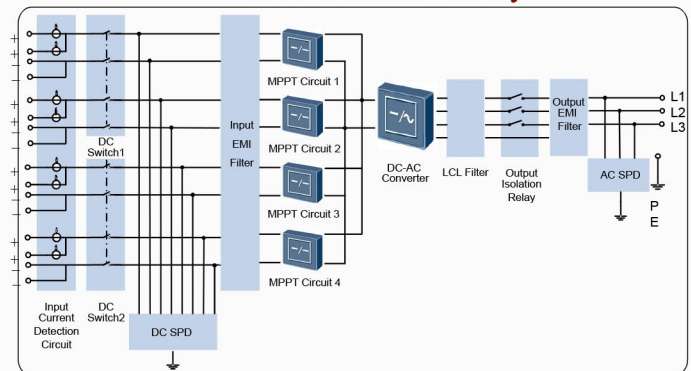 +
+
−
−
+
+
−
−
+
+
−
−
+
+
−
−
DC
Switch1
Input
EMI
Filter
MPPT Circuit 1
MPPT Circuit 2
MPPT Circuit 3
MPPT Circuit 4
DC-AC
Converter
LCL Filter
Output
Isolation
Relay
Output
EMI
Filter
L1
L2
L3
AC SPD
P
E
Input
Current
Detection
Circuit
DC
Switch2
DC SPD